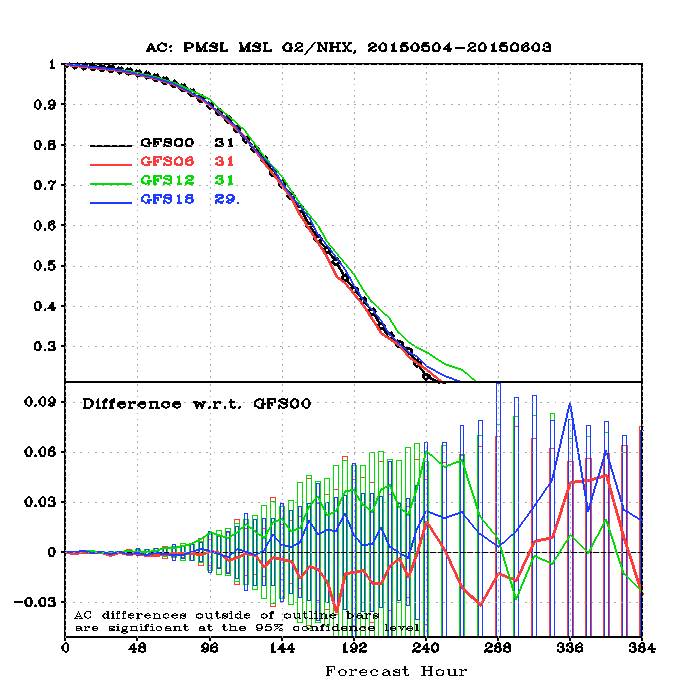 AC: PMSL MSL G2/NHX, 20150504-20150603
1
0.9
0.8
0.7
0.6
0.5
0.4
0.3
GFS00 31
GFS06 31
GFS12 31
GFS18 29.
Difference w.r.t. GFS00
0.09
0.06
0.03
0
-0.03
AC differences outside of outline bars
are significant at the 95% confidence level
0 48 96 144 192 240 288 336 384
Forecast Hour